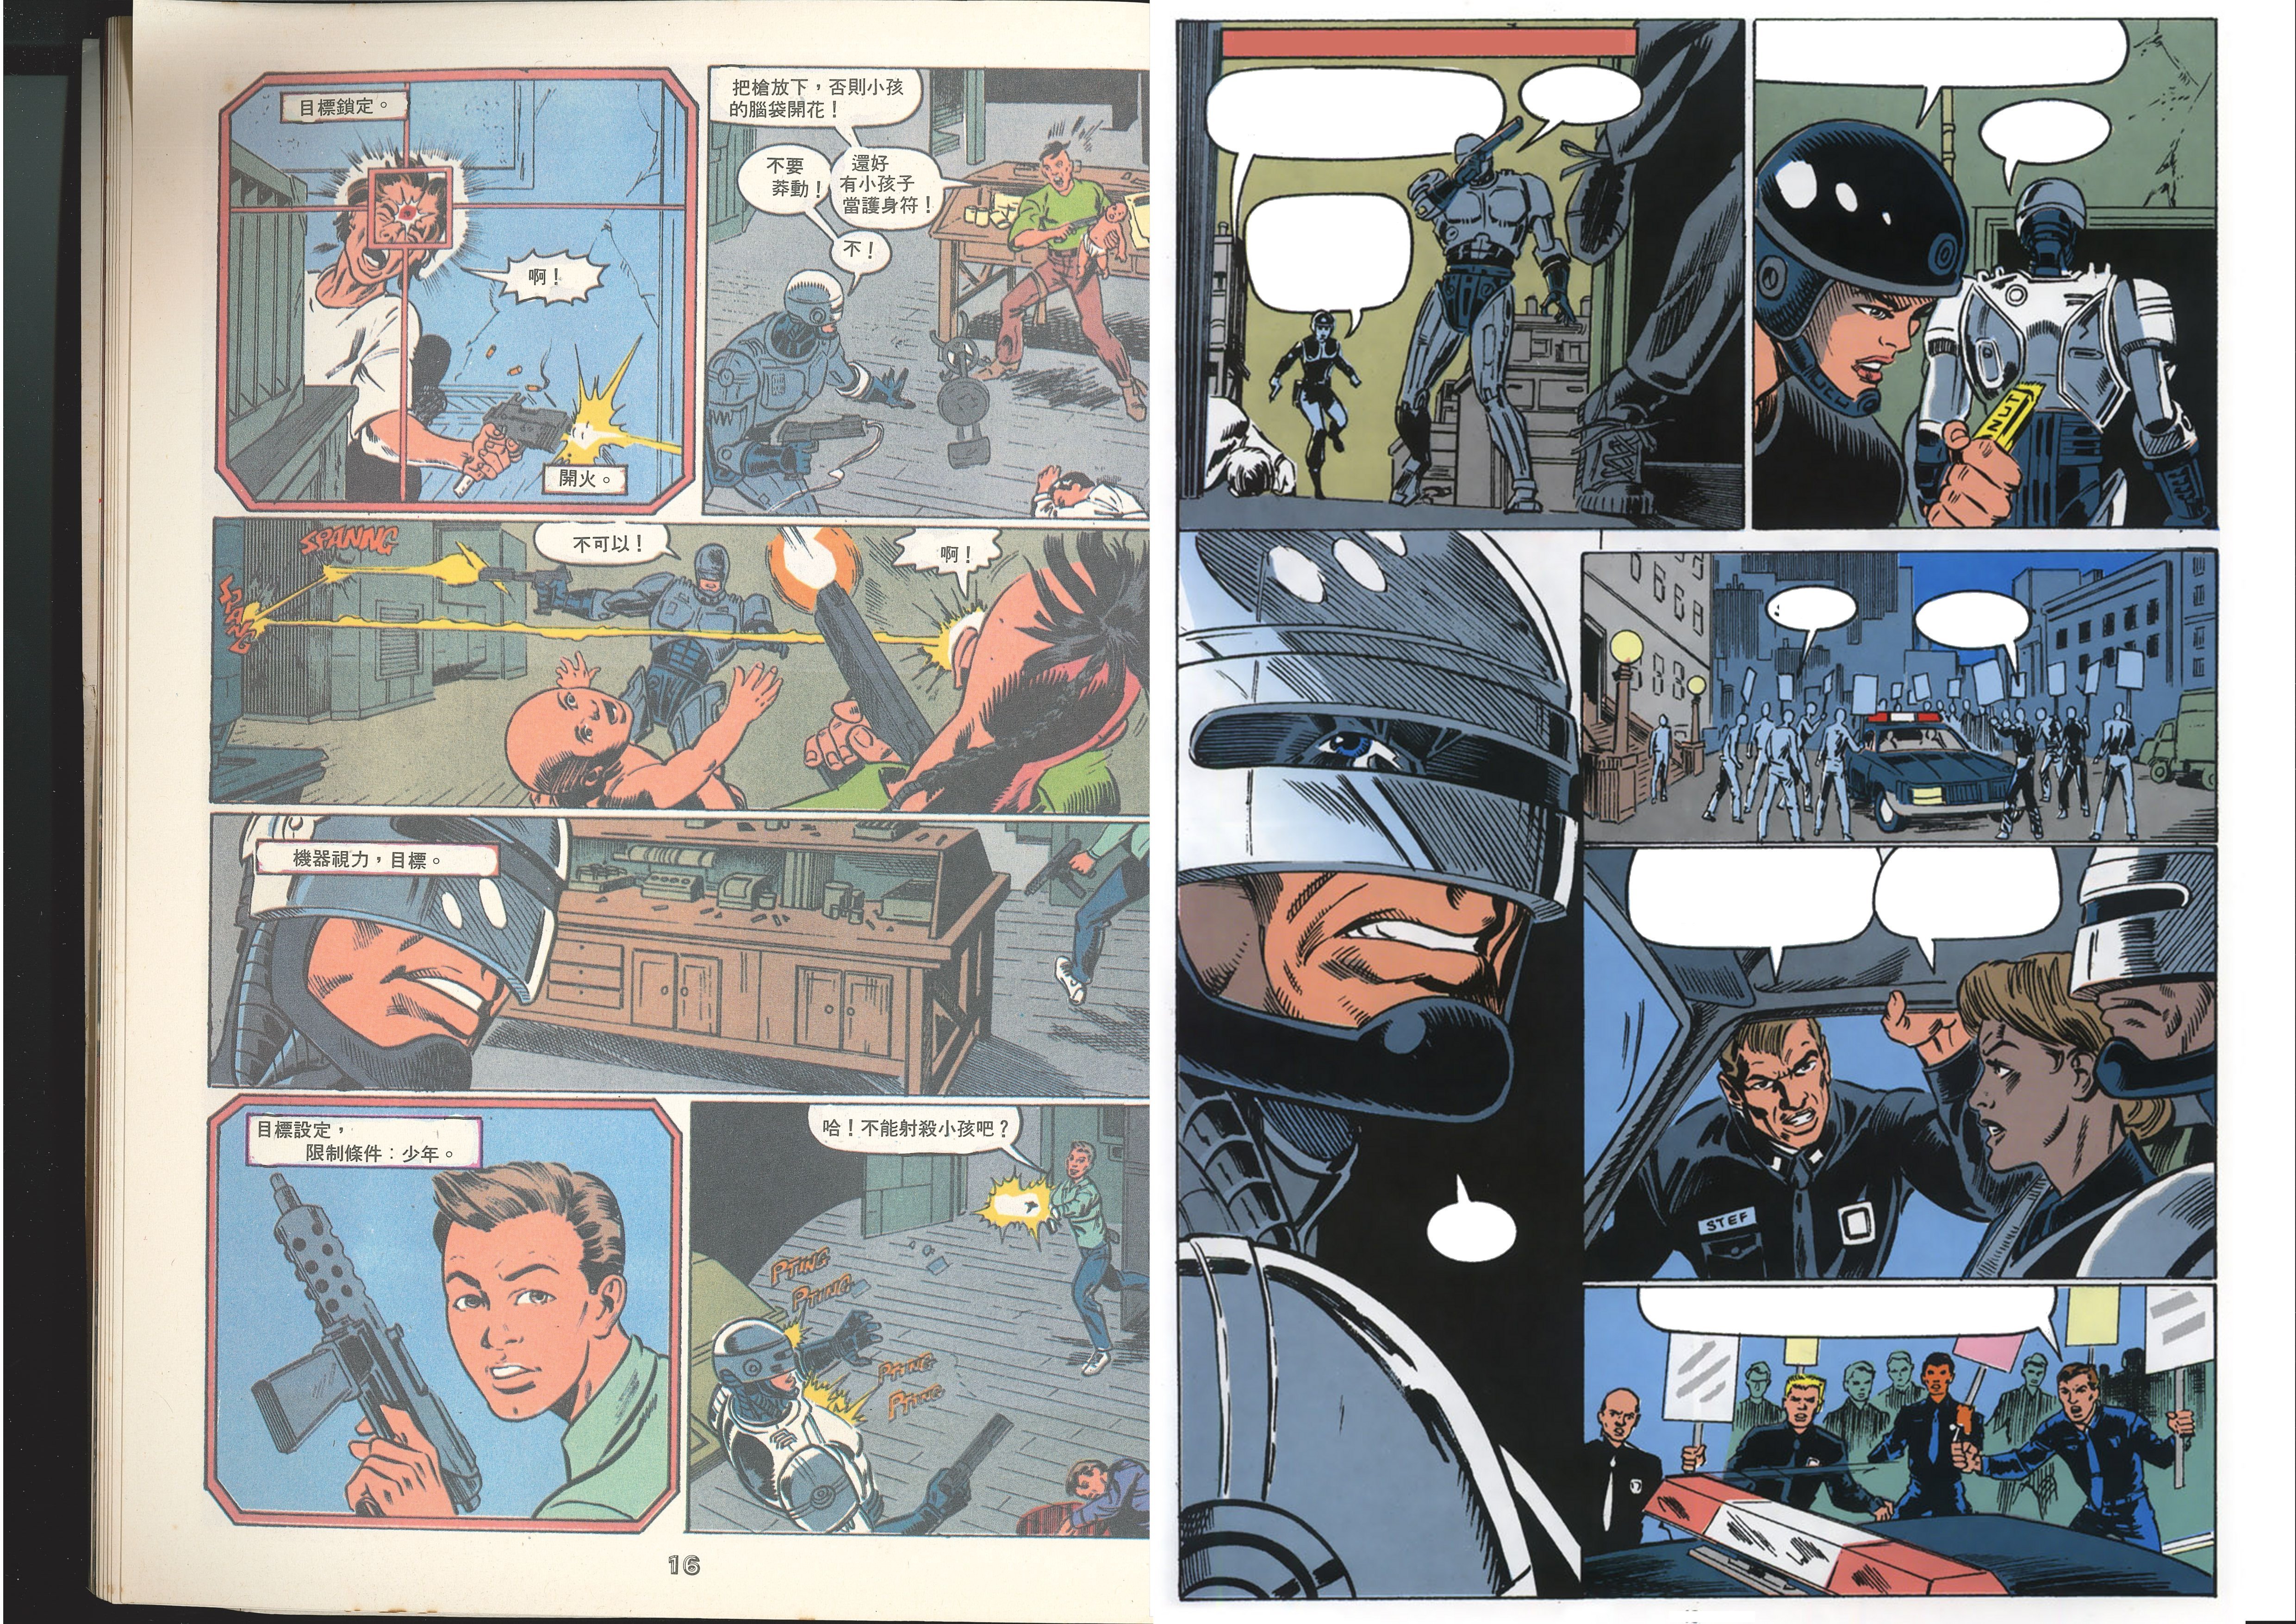 目標鎖定。
啊！
開火。
把槍放下，否則小孩
的腦袋開花！
不要
莽動！
還好
有小孩子
當護身符！
不！
SPANNG
SPANG
不可以！
啊！
機器視力，目標。
目標設定，
限制條件：少年。
哈！不能射殺小孩吧？
PTING
PTING
PTING
PTING
16
NUT
STEF